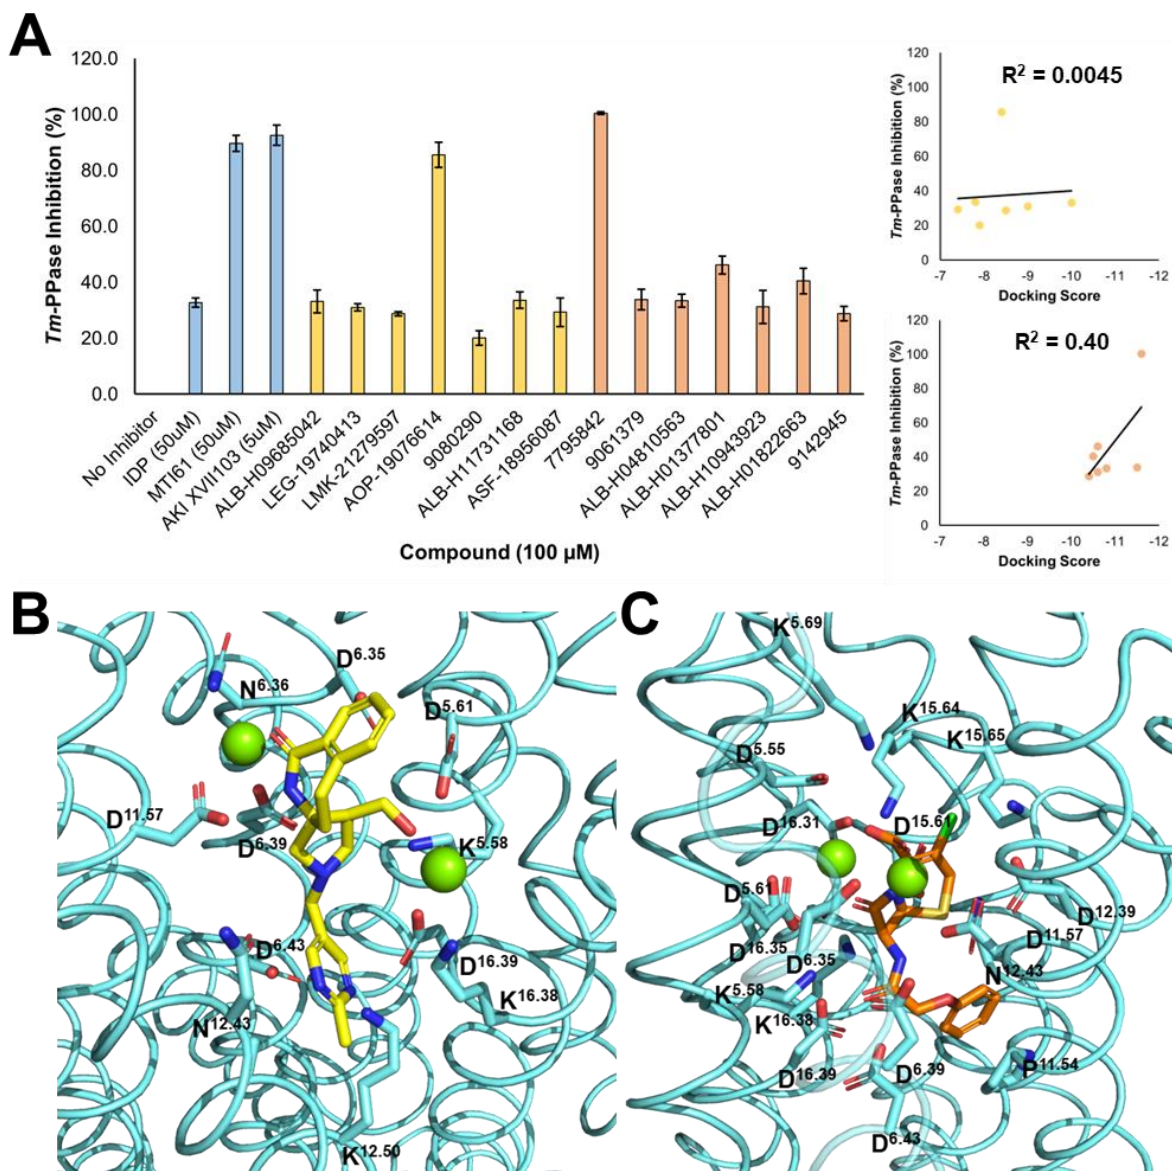 A
120.0
100.0
80.0
60.0
40.0
20.0
0.0
Tm-PPase Inhibition (%)
No Inhibitor
IDP (50uM)
MTI61 (50uM)
AKI XVII103 (5uM)
ALB-H09685042
LEG-19740413
LMK-21279597
AOP-19076614
9080290
ALB-H11731168
ASF-18956087
7795842
9061379
ALB-H04810563
ALB-H01377801
ALB-H10943923
ALB-H01822663
9142945
Compound (100 µM)
R² = 0.0045
Tm-PPase Inhibition (%)
120
100
80
60
40
20
0
-7 -8 -9 -10 -11 -12
Docking Score
R² = 0.40
Tm-PPase Inhibition (%)
120
100
80
60
40
20
0
-7 -8 -9 -10 -11 -12
Docking Score
B
D6.35
N6.36
D5.61
D11.57
D6.39
K5.58
D6.43
D16.39
K16.38
N12.43
K12.50
C
K5.69
K15.64
K15.65
D5.55
D16.31
D15.61
D5.61
D12.39
D11.57
D16.35
D6.35
N12.43
K5.58
K16.38
P11.54
D16.39
D6.39
D6.43